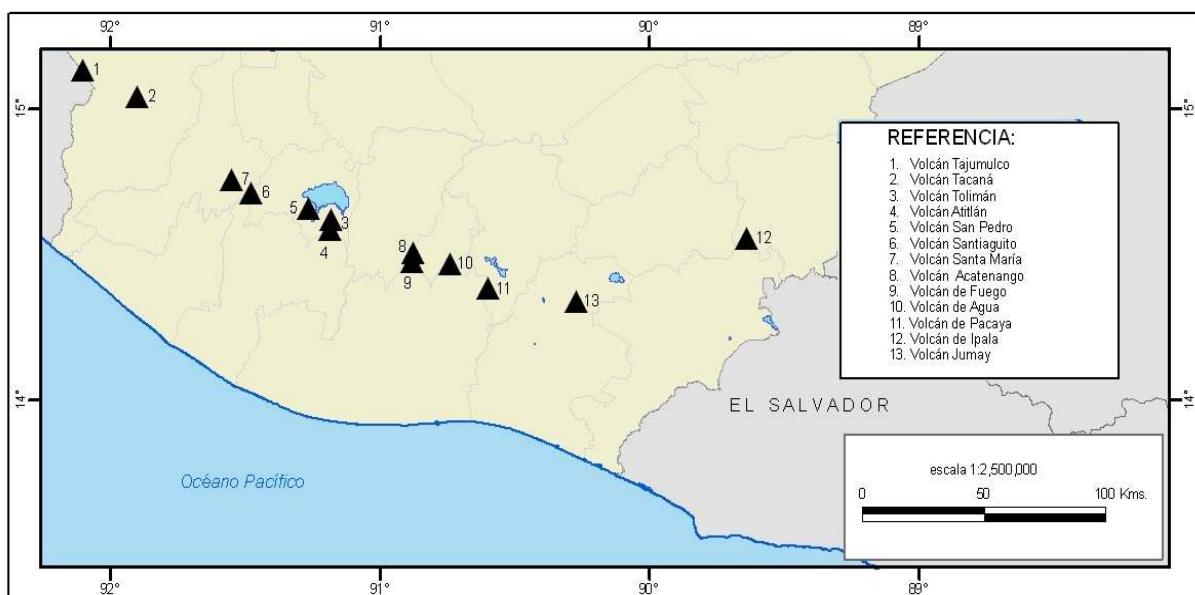 92° 91° 90° 89°
1
2
15° 15°
REFERENCIA:
1. Volcán Tajumulco
2. Volcán Tacaná
3. Volcán Tolimán
4. Volcán Atitlán
5. Volcán San Pedro
6. Volcán Santiaguito
7. Volcán Santa María
8. Volcán Acatenango
9. Volcán de Fuego
10. Volcán de Agua
11. Volcán de Pacaya
12. Volcán de Ipala
13. Volcán Jumay
7
6
5
3
4
8
9
10
11
12
13
14° 14°
EL SALVADOR
Océano Pacífico
escala 1:2,500,000
0 50 100 Kms.
92° 91° 90° 89°